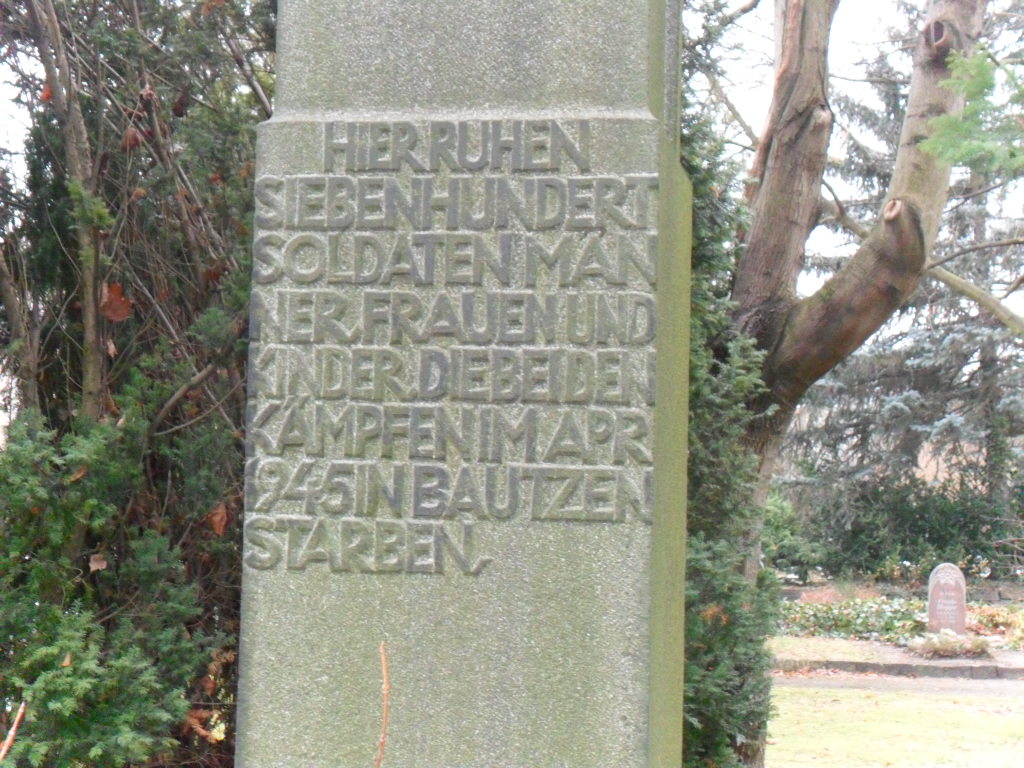 HIER RUHEN
SIEBENHUNDERT
SOLDATEN MÄN
NER, FRAUEN UND
KINDER. DIE BEI DEN
KÄMPFEN IM APR
1945 IN BAUTZEN
STARBEN.